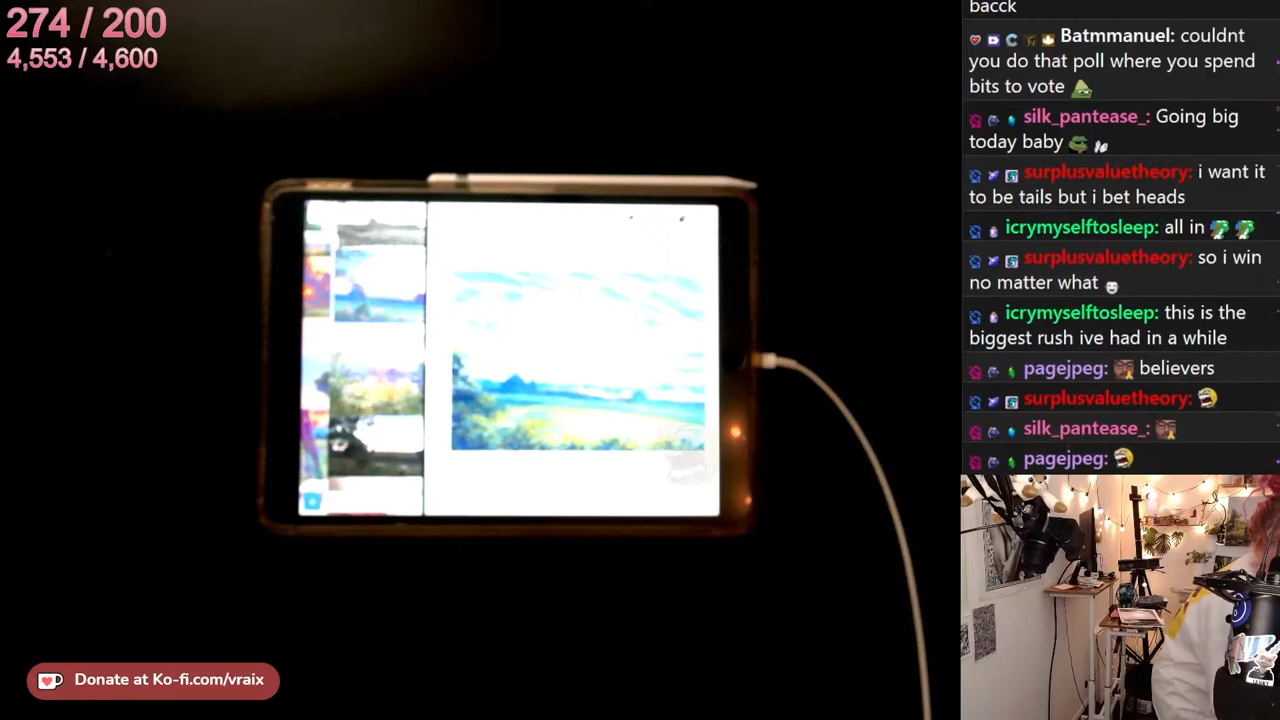 274 / 200
4,553 / 4,600
bacck
Batmmanuel: couldnt
you do that poll where you spend
bits to vote
silk_pantease_: Going big
today baby
surplusvaluetheory: i want it
to be tails but i bet heads
icrymyselftosleep: all in
surplusvaluetheory: so i win
no matter what
icrymyselftosleep: this is the
biggest rush ive had in a while
pagejpeg: believers
surplusvaluetheory:
silk_pantease_:
pagejpeg:
Donate at Ko-fi.com/vraix